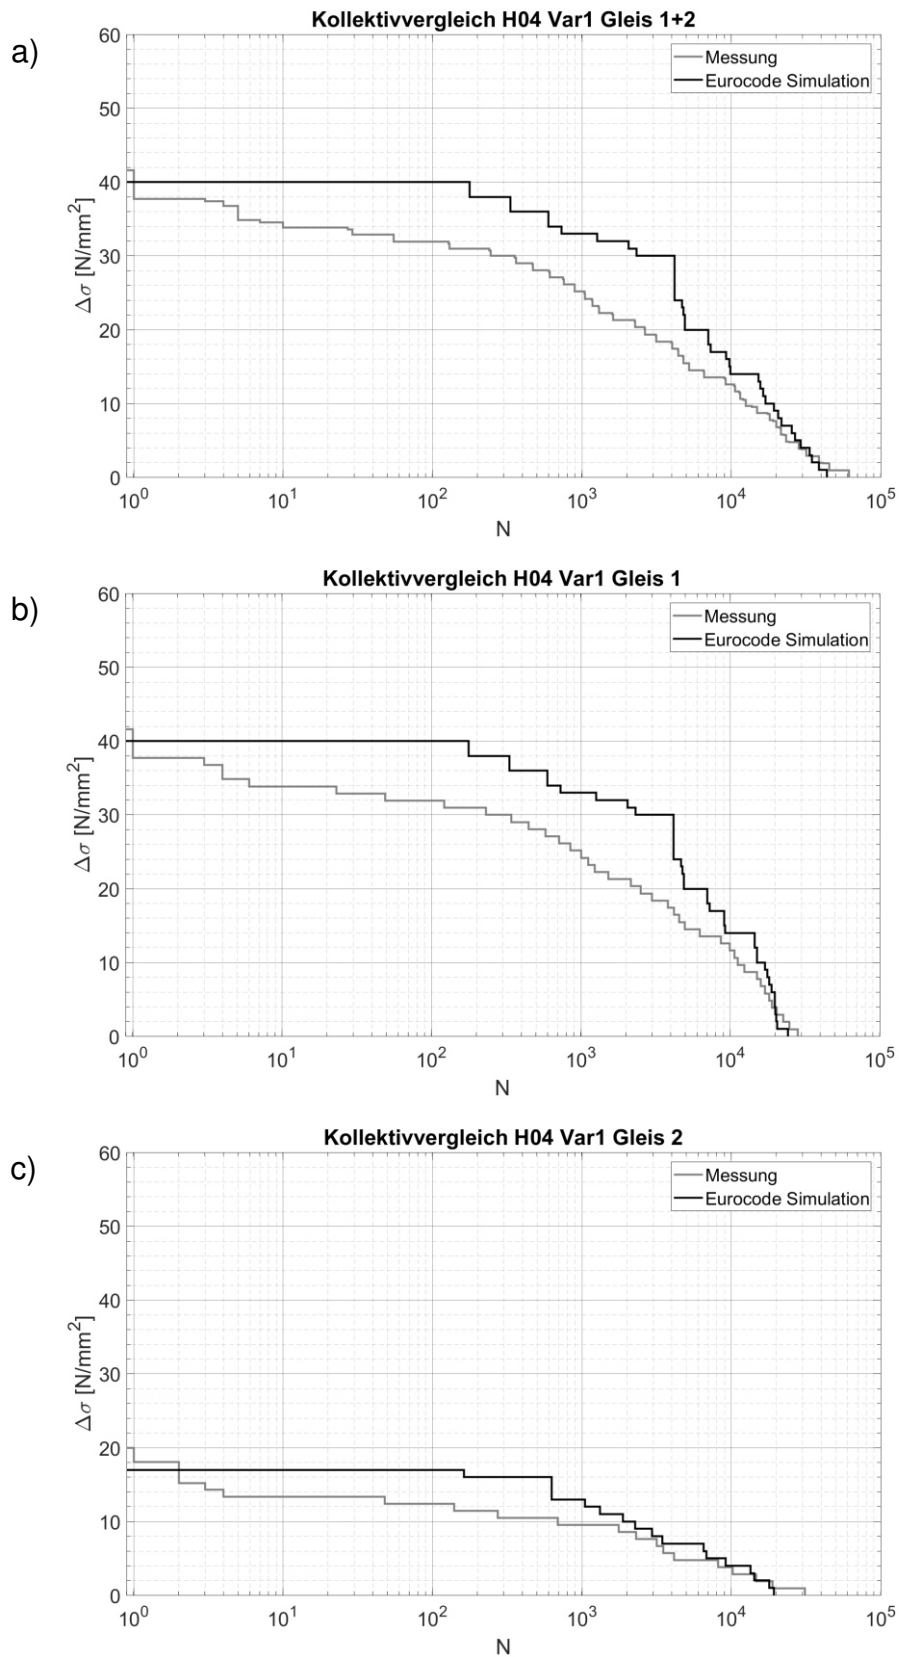 a)
Kollektivvergleich H04 Var1 Gleis 1+2
60
50
40
30
20
10
0
Δσ [N/mm²]
Messung
Eurocode Simulation
10⁰ 10¹ 10² 10³ 10⁴ 10⁵
N
b)
Kollektivvergleich H04 Var1 Gleis 1
60
50
40
30
20
10
0
Δσ [N/mm²]
Messung
Eurocode Simulation
10⁰ 10¹ 10² 10³ 10⁴ 10⁵
N
c)
Kollektivvergleich H04 Var1 Gleis 2
60
50
40
30
20
10
0
Δσ [N/mm²]
Messung
Eurocode Simulation
10⁰ 10¹ 10² 10³ 10⁴ 10⁵
N